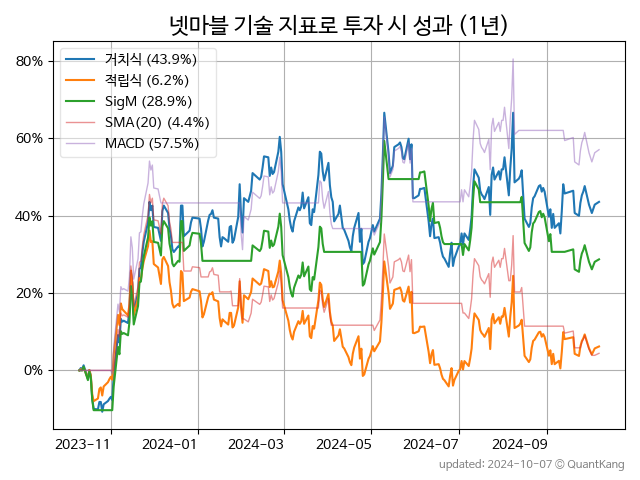 넷마블 기술 지표로 투자 시 성과 (1년)
80%
60%
40%
20%
0%
거치식 (43.9%)
적립식 (6.2%)
SigM (28.9%)
SMA(20) (4.4%)
MACD (57.5%)
2023-11
2024-01
2024-03
2024-05
2024-07
2024-09
updated: 2024-10-07 © QuantKang